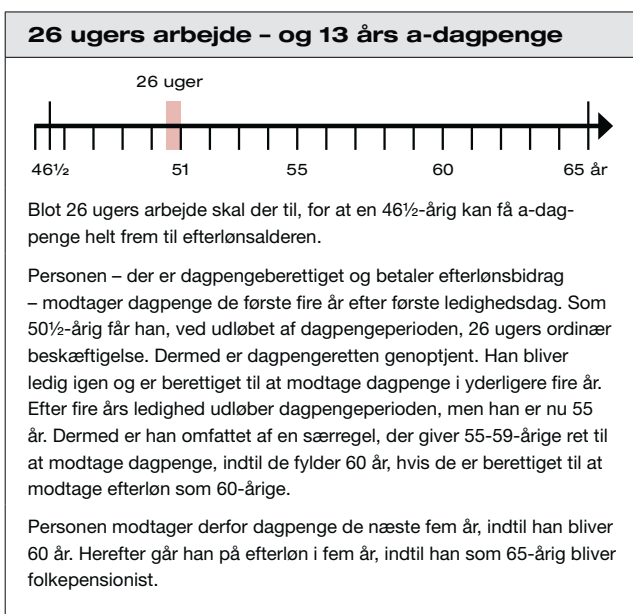 26 ugers arbejde – og 13 års a-dagpenge
26 uger
46½ 51 55 60 65 år
Blot 26 ugers arbejde skal der til, for at en 46½-årig kan få a-dag-
penge helt frem til efterlønsalderen.
Personen – der er dagpengeberettiget og betaler efterlønsbidrag
– modtager dagpenge de første fire år efter første ledighedsdag. Som
50½-årig får han, ved udløbet af dagpengeperioden, 26 ugers ordinær
beskæftigelse. Dermed er dagpengeretten genoptjent. Han bliver
ledig igen og er berettiget til at modtage dagpenge i yderligere fire år.
Efter fire års ledighed udløber dagpengeperioden, men han er nu 55
år. Dermed er han omfattet af en særregel, der giver 55-59-årige ret til
at modtage dagpenge, indtil de fylder 60 år, hvis de er berettiget til at
modtage efterløn som 60-årige.
Personen modtager derfor dagpenge de næste fem år, indtil han bliver
60 år. Herefter går han på efterløn i fem år, indtil han som 65-årig bliver
folkepensionist.